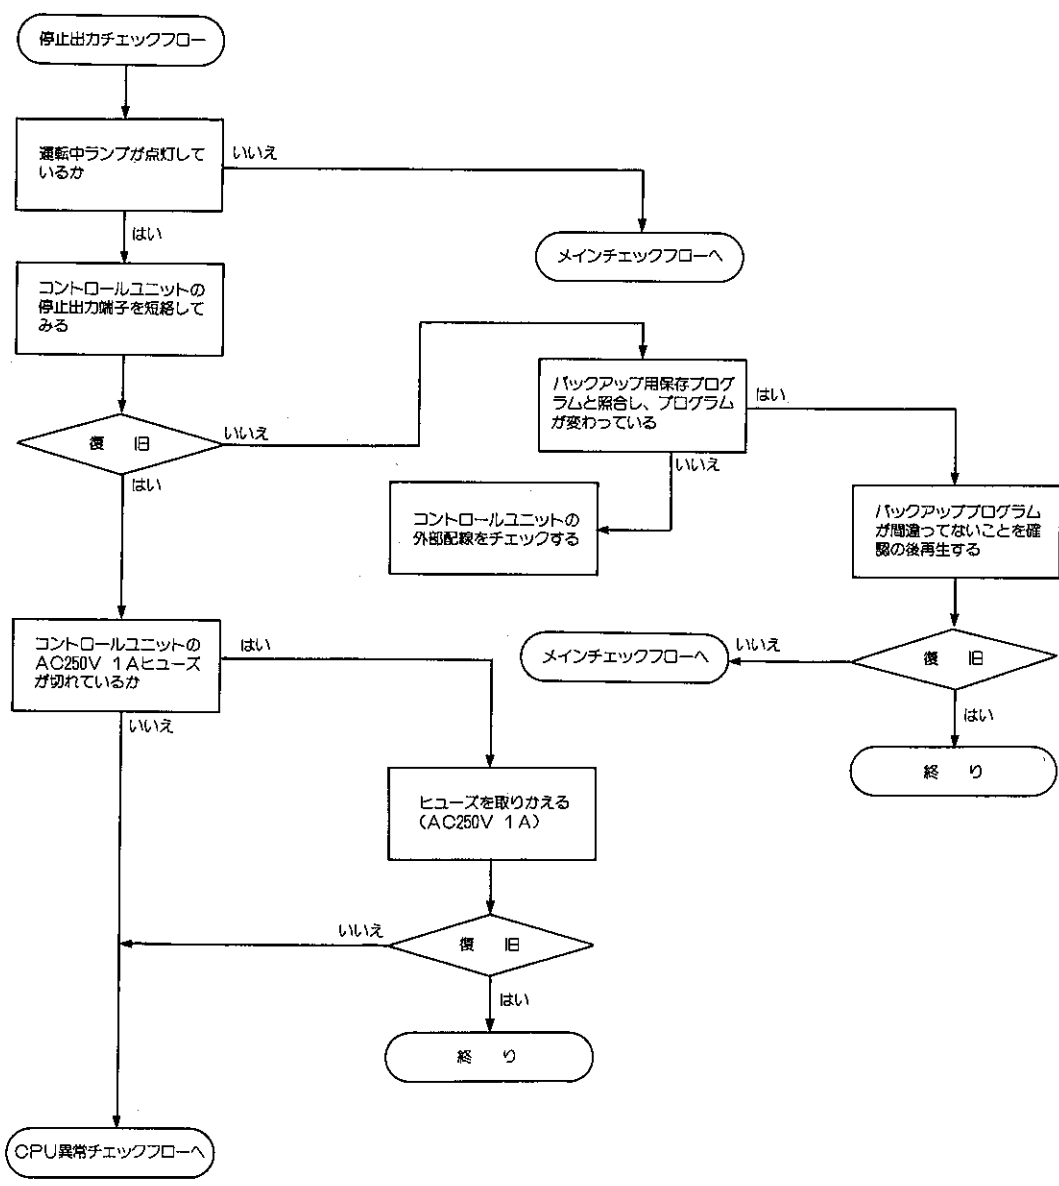 停止出力チェックフロー
運転中ランプが点灯して
いるか
いいえ
はい
メインチェックフローへ
コントロールユニットの
停止出力端子を短絡して
みる
バックアップ用保存プログ
ラムと照合し、プログラム
が変わっている
はい
復 旧
いいえ
はい
いいえ
コントロールユニットの
外部配線をチェックする
バックアッププログラム
が間違ってないことを確
認の後再生する
コントロールユニットの
AC250V 1Aヒューズ
が切れているか
はい
いいえ
メインチェックフローへ
いいえ
復 旧
はい
終 り
ヒューズを取りかえる
(AC250V 1A)
いいえ
復 旧
はい
終 り
CPU異常チェックフローへ